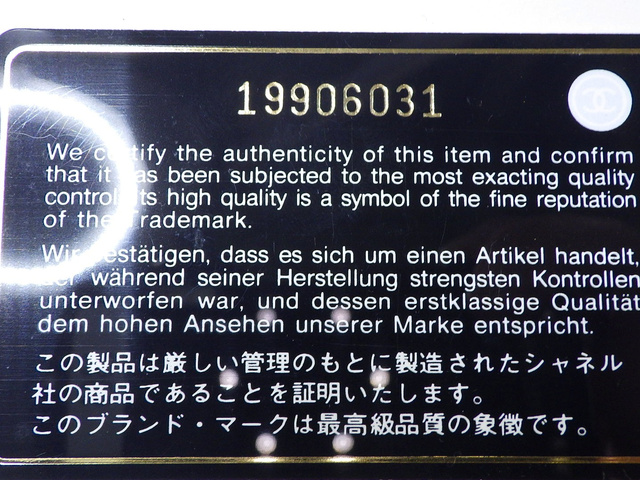 19906031
We certify the authenticity of this item and confirm
that it has been subjected to the most exacting quality
control. Its high quality is a symbol of the fine reputation
of the Trademark.
Wir bestätigen, dass es sich um einen Artikel handelt,
der während seiner Herstellung strengsten Kontrollen
unterworfen war, und dessen erstklassige Qualität
dem hohen Ansehen unserer Marke entspricht.
この製品は厳しい管理のもとに製造されたシャネル
社の商品であることを証明いたします。
このブランド・マークは最高級品質の象徴です。